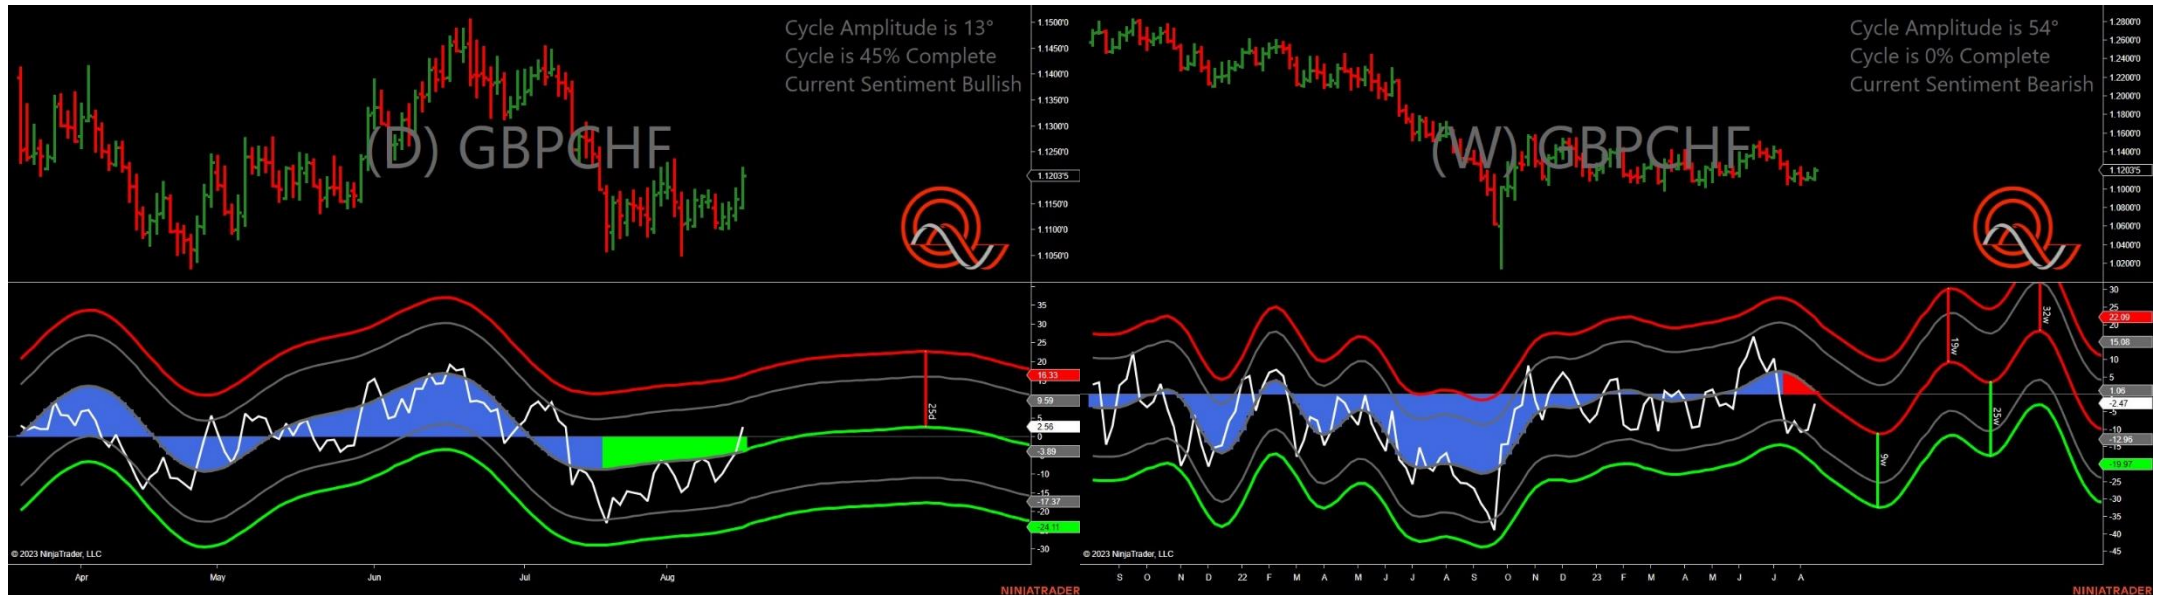 Cycle Amplitude is 13°
Cycle is 45% Complete
Current Sentiment Bullish
(D) GBPCHF
1.1500'0
1.1450'0
1.1400'0
1.1350'0
1.1300'0
1.1250'0
1.1203'5
1.1150'0
1.1100'0
1.1050'0
35
30
25
20
16.33
9.59
5
2.56
0
-3.89
-10
-15
-17.37
-20
-24.11
-30
25d
© 2023 NinjaTrader, LLC
Apr
May
Jun
Jul
Aug
NINJATRADER
Cycle Amplitude is 54°
Cycle is 0% Complete
Current Sentiment Bearish
(W) GBPCHF
1.2800'0
1.2600'0
1.2400'0
1.2200'0
1.2000'0
1.1800'0
1.1600'0
1.1400'0
1.1203'5
1.1000'0
1.0800'0
1.0600'0
1.0400'0
1.0200'0
30
25
22.09
20
15.08
10
5
1.06
-2.47
-5
-10
-12.96
-19.97
-25
-30
-35
-40
-45
9w
19w
25w
32w
© 2023 NinjaTrader, LLC
S O N D 22 F M A M J J A S O N D 23 F M A M J J A
NINJATRADER